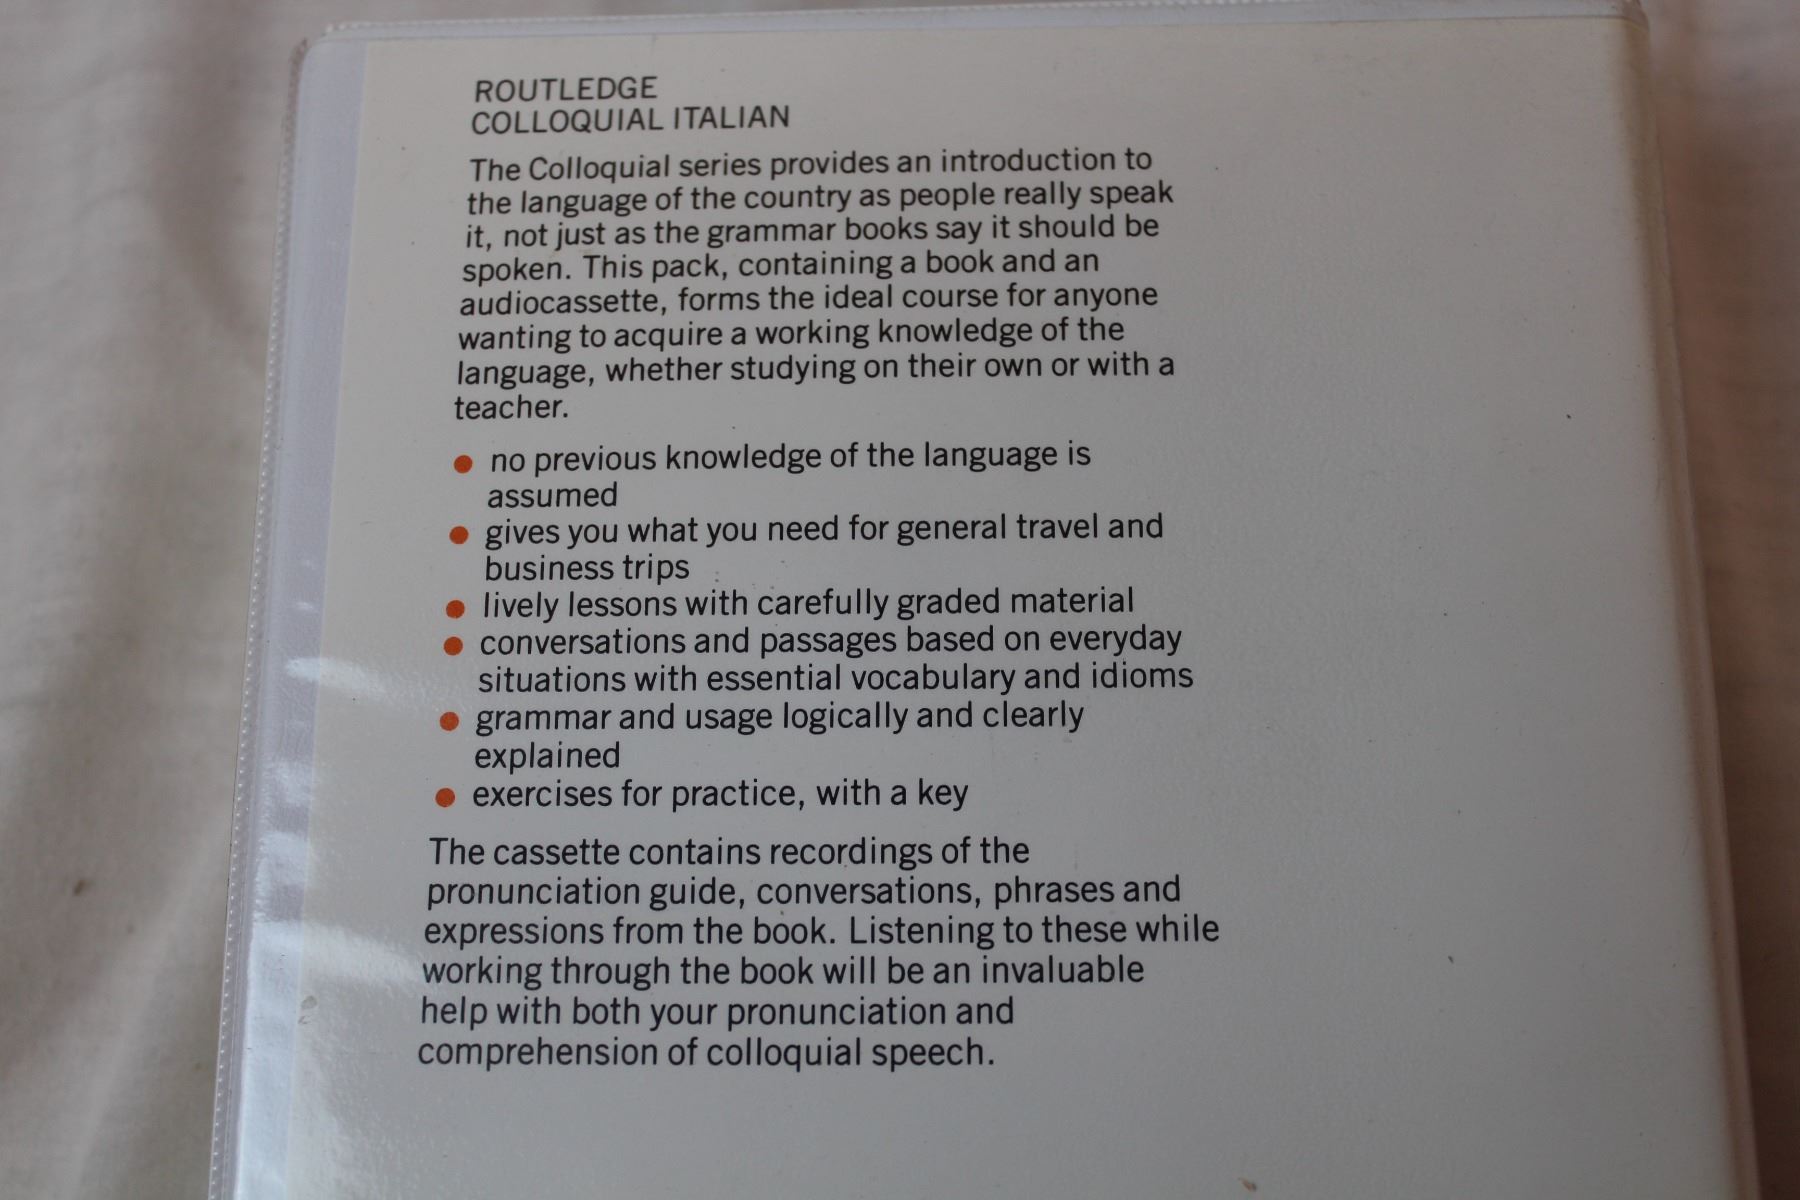 ROUTLEDGE
COLLOQUIAL ITALIAN
The Colloquial series provides an introduction to
the language of the country as people really speak
it, not just as the grammar books say it should be
spoken. This pack, containing a book and an
audiocassette, forms the ideal course for anyone
wanting to acquire a working knowledge of the
language, whether studying on their own or with a
teacher.
● no previous knowledge of the language is
assumed
● gives you what you need for general travel and
business trips
● lively lessons with carefully graded material
● conversations and passages based on everyday
situations with essential vocabulary and idioms
● grammar and usage logically and clearly
explained
● exercises for practice, with a key
The cassette contains recordings of the
pronunciation guide, conversations, phrases and
expressions from the book. Listening to these while
working through the book will be an invaluable
help with both your pronunciation and
comprehension of colloquial speech.